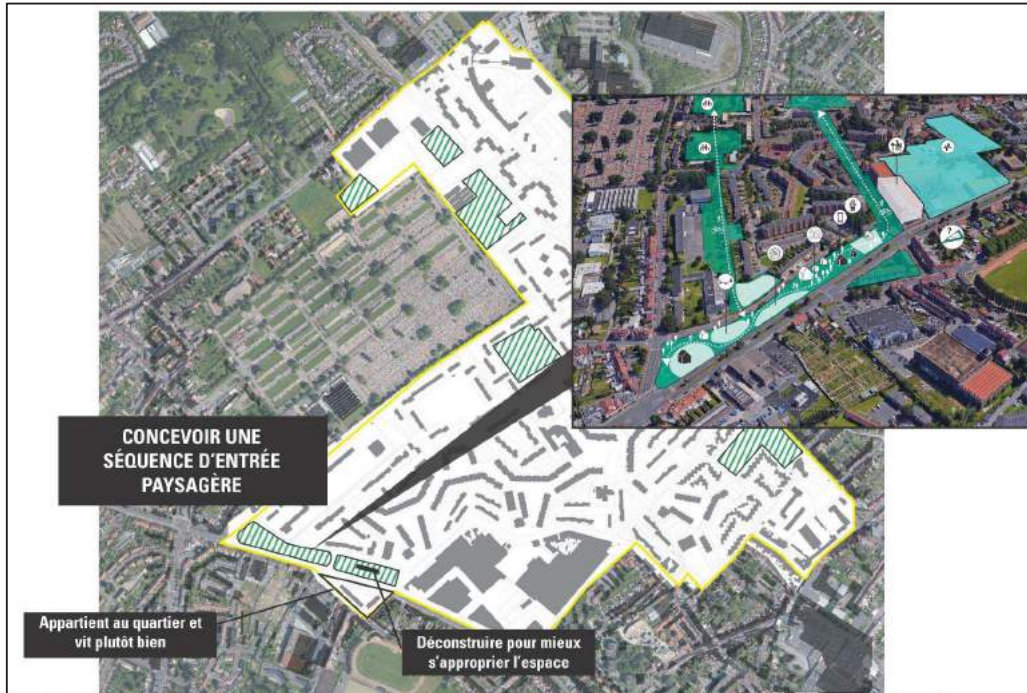 CONCEVOIR UNE
SÉQUENCE D'ENTRÉE
PAYSAGÈRE
Appartient au quartier et
vit plutôt bien
Déconstruire pour mieux
s'approprier l'espace